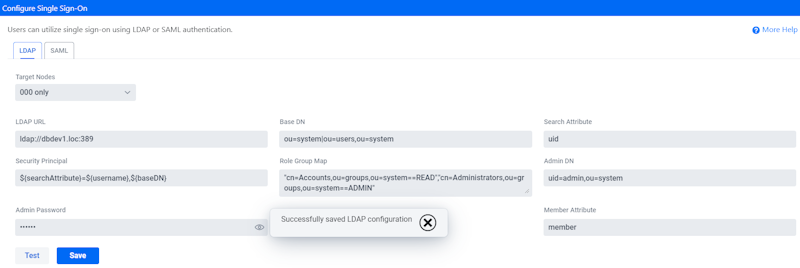 Configure Single Sign-On
Users can utilize single sign-on using LDAP or SAML authentication.
More Help
LDAP
SAML
Target Nodes
000 only
LDAP URL
Base DN
Search Attribute
ldap://dbdev1.loc:389
ou=system|ou=users,ou=system
uid
Security Principal
Role Group Map
Admin DN
${searchAttribute}=${username},${baseDN}
"cn=Accounts,ou=groups,ou=system==READ";"cn=Administrators,ou=gr
oups,ou=system==ADMIN"
uid=admin,ou=system
Admin Password
Member Attribute
••••••
Successfully saved LDAP configuration
member
Test
Save